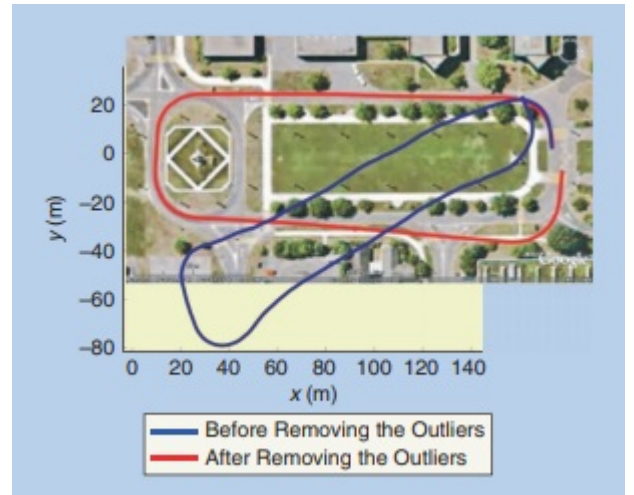 20
0
–20
–40
–60
–80
y (m)
0 20 40 60 80 100 120 140
x (m)
Google
Before Removing the Outliers
After Removing the Outliers